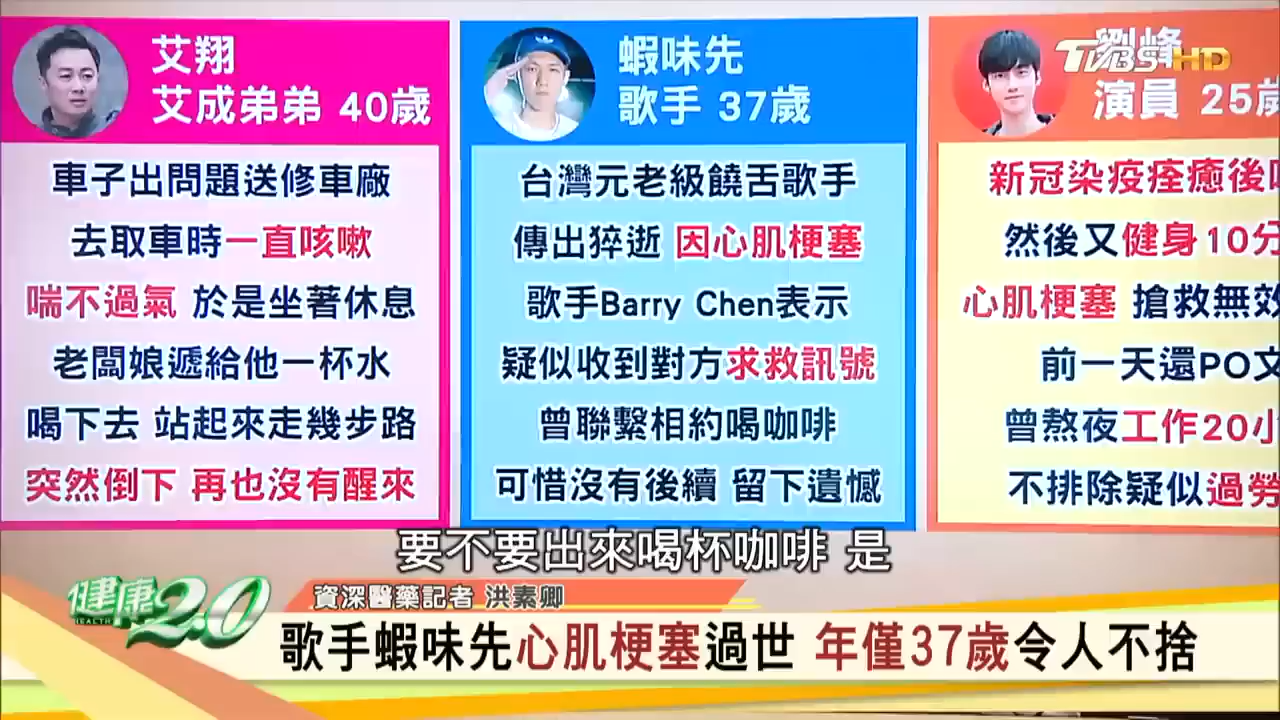 艾翔
艾成弟弟 40歲
車子出問題送修車廠
去取車時一直咳嗽
喘不過氣 於是坐著休息
老闆娘遞給他一杯水
喝下去 站起來走幾步路
突然倒下 再也沒有醒來
蝦味先
歌手 37歲
台灣元老級饒舌歌手
傳出猝逝 因心肌梗塞
歌手Barry Chen表示
疑似收到對方求救訊號
曾聯繫相約喝咖啡
可惜沒有後續 留下遺憾
TVBS HD
劉峰
演員 25歲
新冠染疫痊癒後
然後又健身10分
心肌梗塞 搶救無效
前一天還PO文
曾熬夜工作20小
不排除疑似過勞
要不要出來喝杯咖啡 是
健康2.0
HEALTH
資深醫藥記者 洪素卿
歌手蝦味先心肌梗塞過世 年僅37歲令人不捨